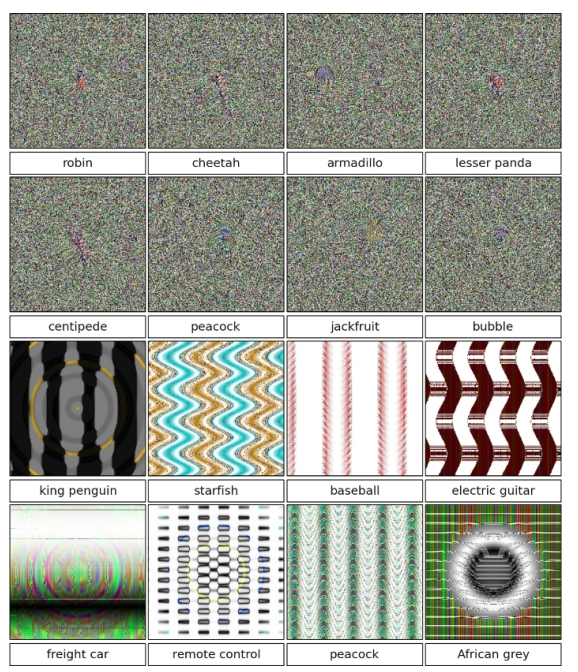 robin
cheetah
armadillo
lesser panda
centipede
peacock
jackfruit
bubble
king penguin
starfish
baseball
electric guitar
freight car
remote control
peacock
African grey